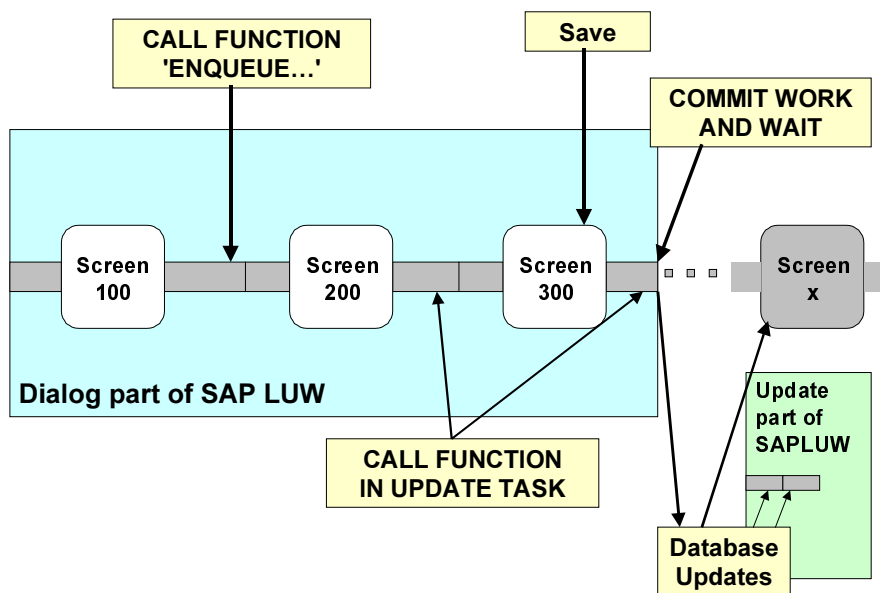 CALL FUNCTION
'ENQUEUE…'
Save
COMMIT WORK
AND WAIT
Screen
100
Screen
200
Screen
300
Screen
x
Dialog part of SAP LUW
Update
part of
SAPLUW
CALL FUNCTION
IN UPDATE TASK
Database
Updates